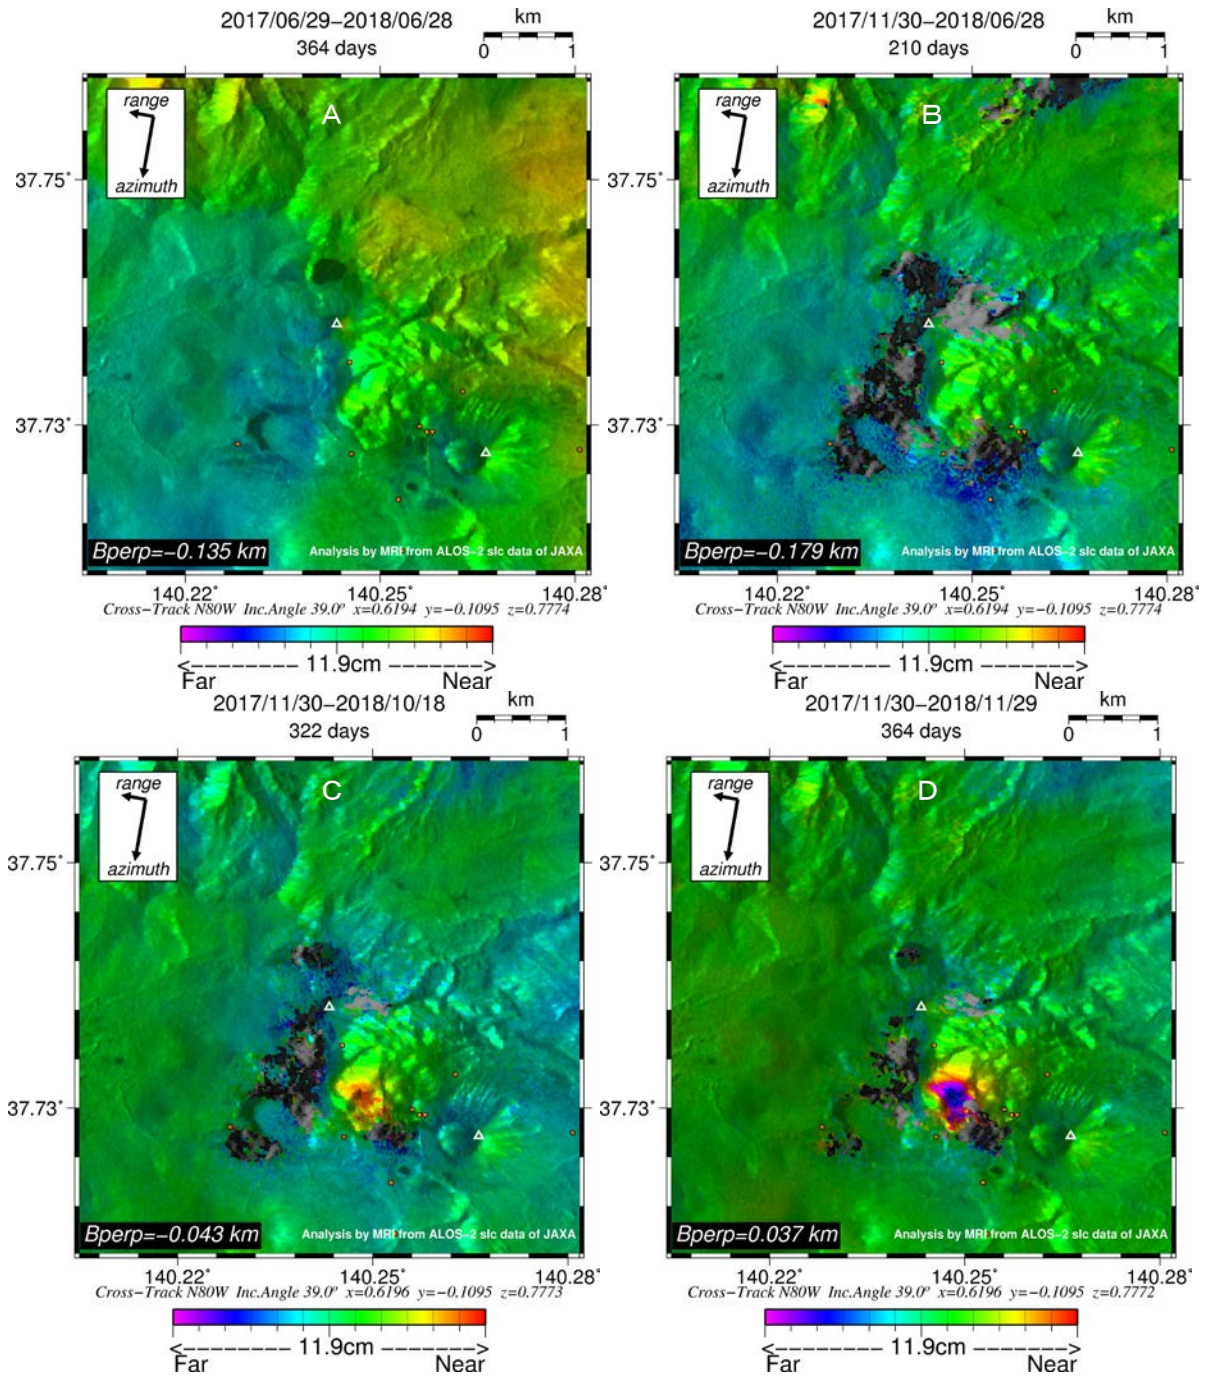 2017/06/29−2018/06/28
364 days
km
0 1
A
range
azimuth
37.75˚
37.73˚
Bperp=−0.135 km
Analysis by MRI from ALOS−2 slc data of JAXA
140.22˚ 140.25˚ 140.28˚
Cross−Track N80W Inc.Angle 39.0° x=0.6194 y=−0.1095 z=0.7774
<−−−−−−−− 11.9cm −−−−−−−>
Far Near
2017/11/30−2018/06/28
210 days
km
0 1
B
range
azimuth
37.75˚
37.73˚
Bperp=−0.179 km
Analysis by MRI from ALOS−2 slc data of JAXA
140.22˚ 140.25˚ 140.28˚
Cross−Track N80W Inc.Angle 39.0° x=0.6194 y=−0.1095 z=0.7774
<−−−−−−−− 11.9cm −−−−−−−>
Far Near
2017/11/30−2018/10/18
322 days
km
0 1
C
range
azimuth
37.75˚
37.73˚
Bperp=−0.043 km
Analysis by MRI from ALOS−2 slc data of JAXA
140.22˚ 140.25˚ 140.28˚
Cross−Track N80W Inc.Angle 39.0° x=0.6196 y=−0.1095 z=0.7773
<−−−−−−−− 11.9cm −−−−−−−>
Far Near
2017/11/30−2018/11/29
364 days
km
0 1
D
range
azimuth
37.75˚
37.73˚
Bperp=0.037 km
Analysis by MRI from ALOS−2 slc data of JAXA
140.22˚ 140.25˚ 140.28˚
Cross−Track N80W Inc.Angle 39.0° x=0.6196 y=−0.1095 z=0.7772
<−−−−−−−− 11.9cm −−−−−−−>
Far Near